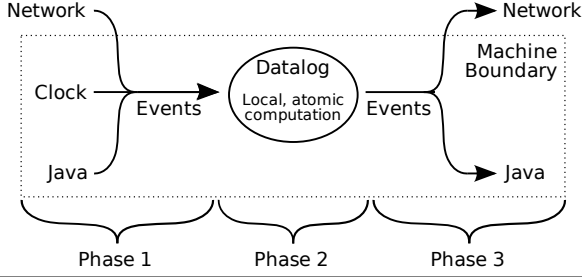 Network
Clock
Java
Events
Datalog
Local, atomic
computation
Events
Network
Machine
Boundary
Java
Phase 1
Phase 2
Phase 3